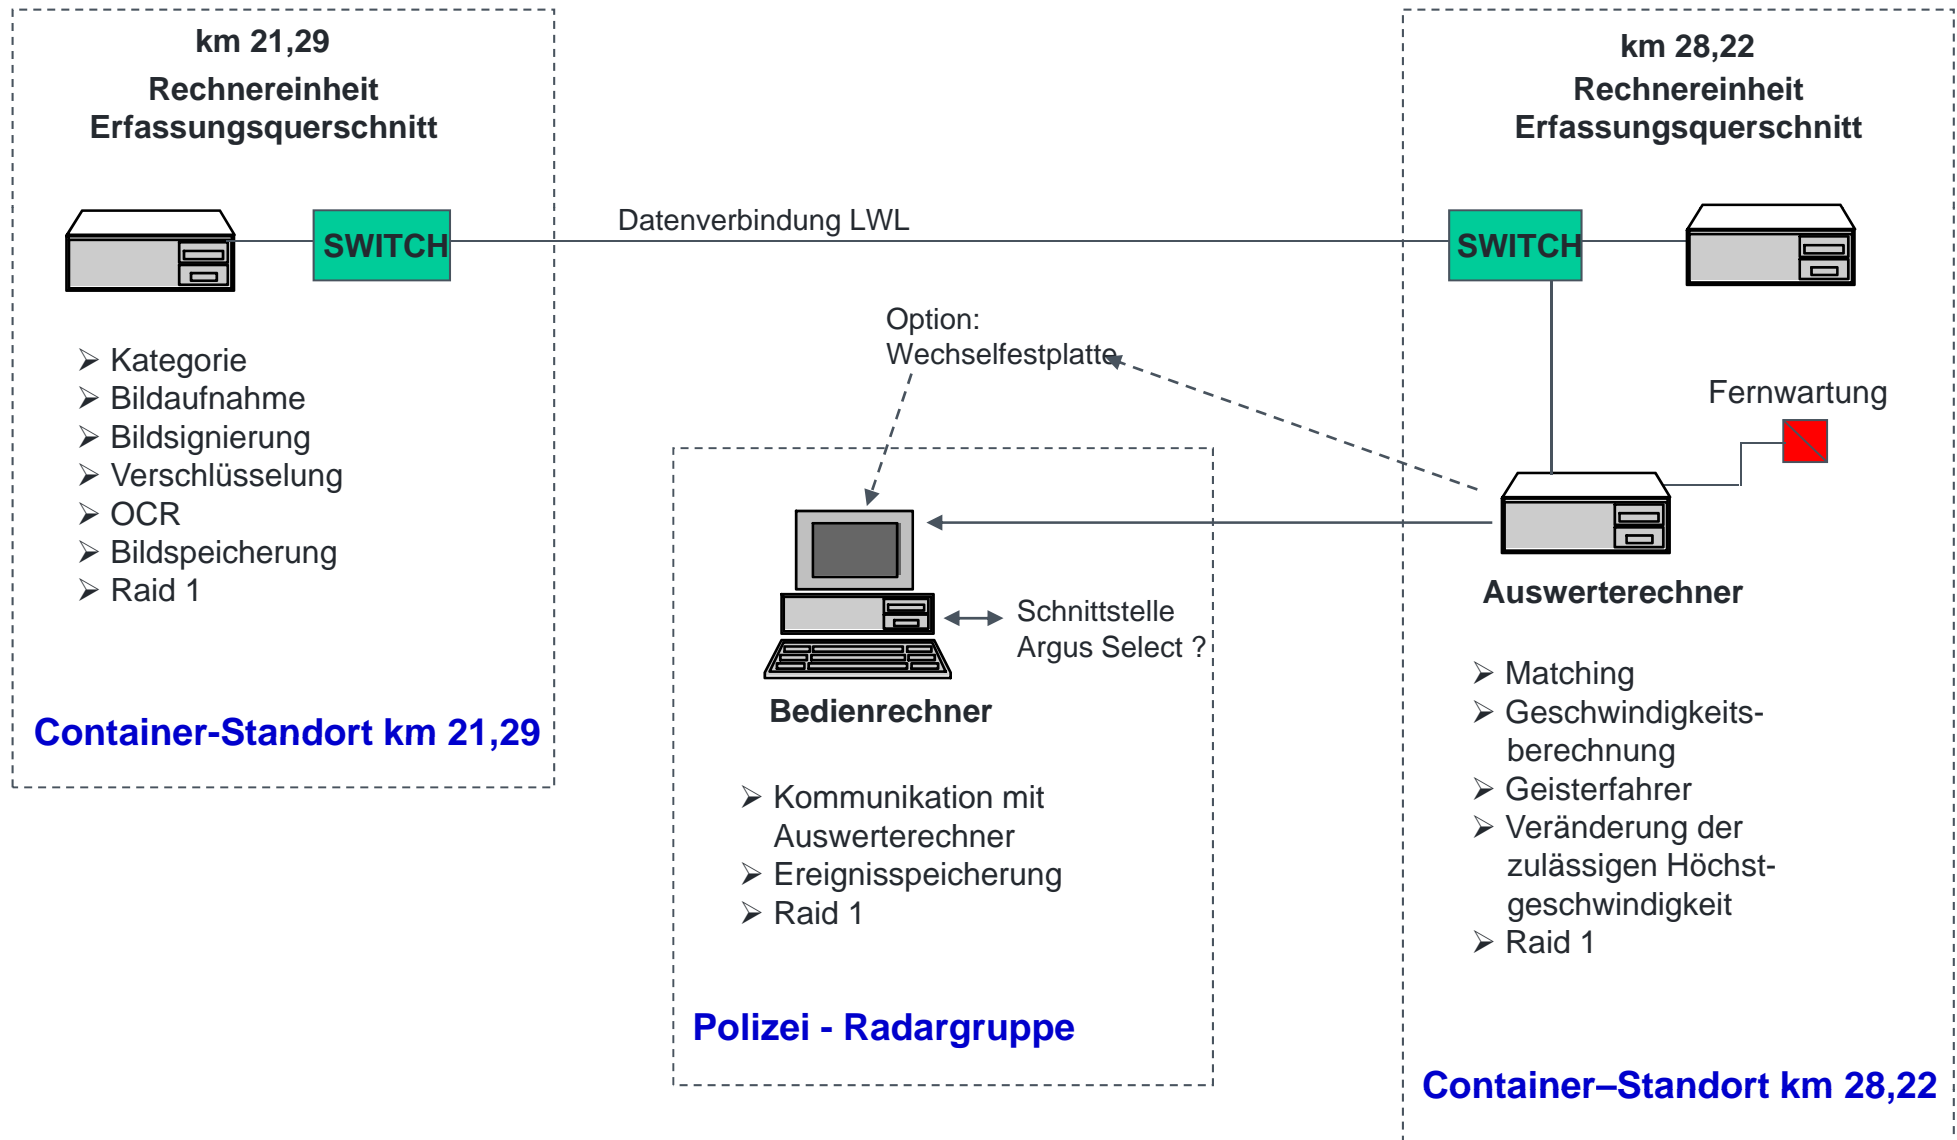 km 21,29
Rechnereinheit
Erfassungsquerschnitt
SWITCH
➢ Kategorie
➢ Bildaufnahme
➢ Bildsignierung
➢ Verschlüsselung
➢ OCR
➢ Bildspeicherung
➢ Raid 1
Container-Standort km 21,29
Datenverbindung LWL
Option:
Wechselfestplatte
Schnittstelle
Argus Select ?
Bedienrechner
➢ Kommunikation mit
Auswerterechner
➢ Ereignisspeicherung
➢ Raid 1
Polizei - Radargruppe
km 28,22
Rechnereinheit
Erfassungsquerschnitt
SWITCH
Fernwartung
Auswerterechner
➢ Matching
➢ Geschwindigkeits-
berechnung
➢ Geisterfahrer
➢ Veränderung der
zulässigen Höchst-
geschwindigkeit
➢ Raid 1
Container–Standort km 28,22